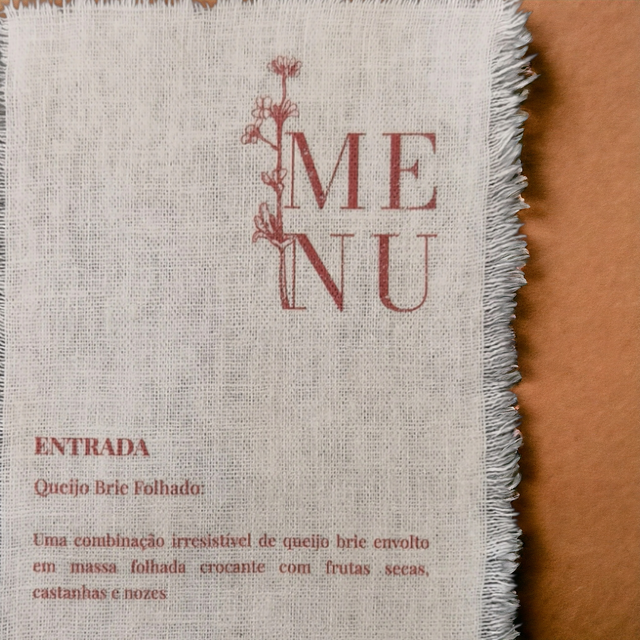 ME
NU
ENTRADA
Queijo Brie Folhado:
Uma combinação irresistível de queijo brie envolto
em massa folhada crocante com frutas secas,
castanhas e nozes